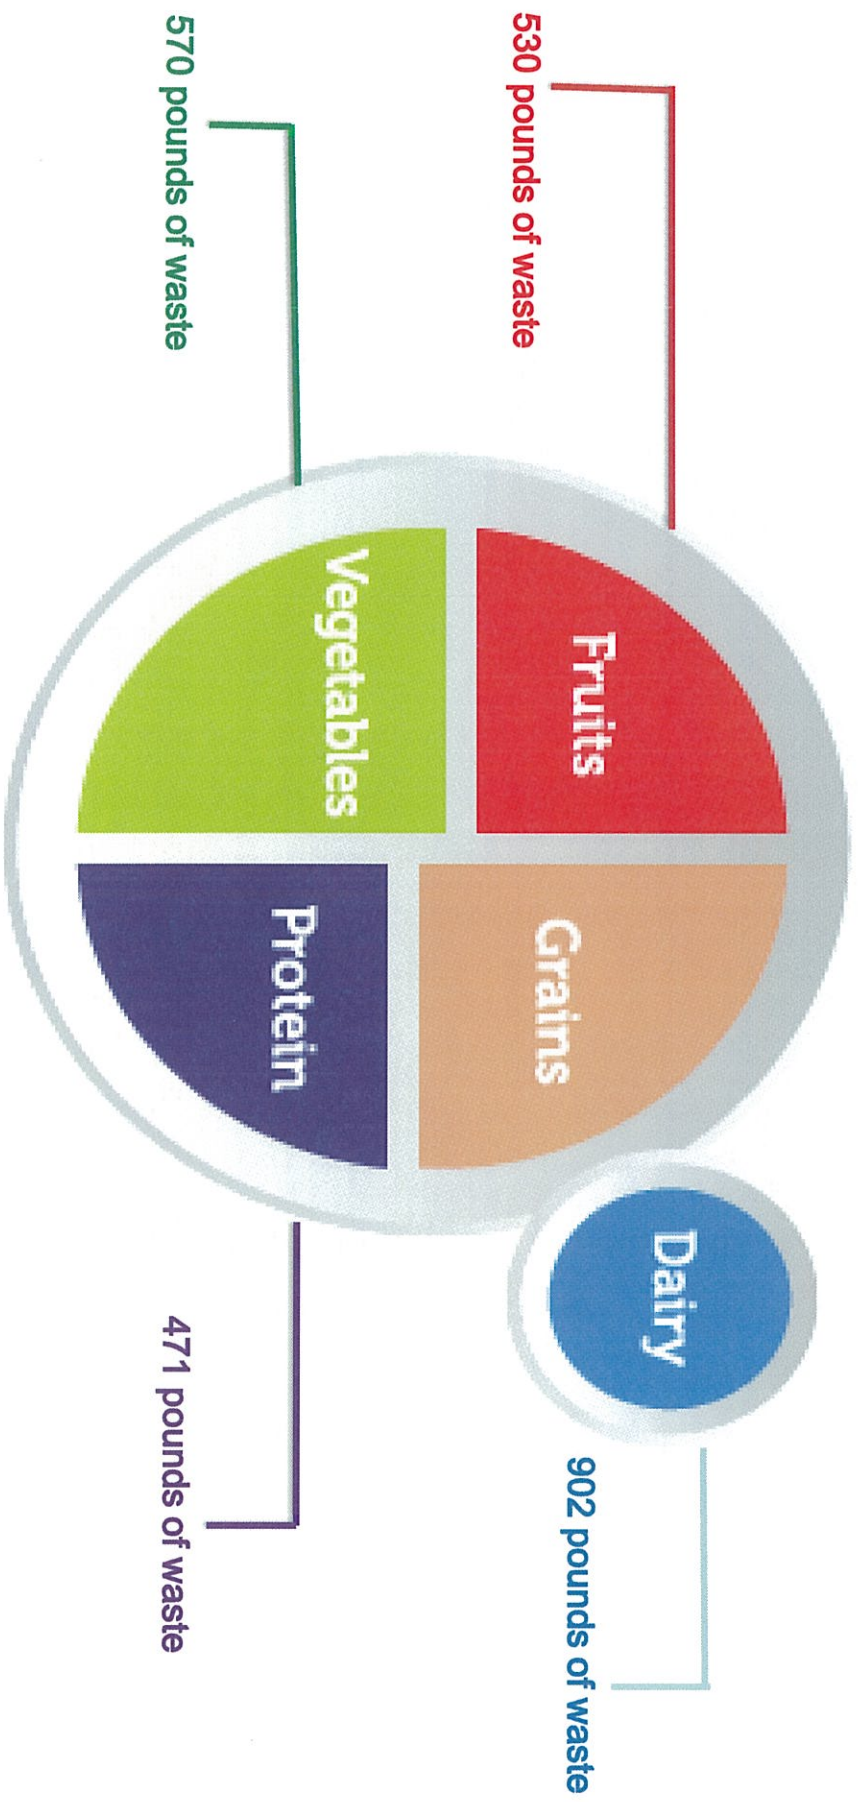 530 pounds of waste
902 pounds of waste
Fruits
Grains
Dairy
Vegetables
Protein
570 pounds of waste
471 pounds of waste